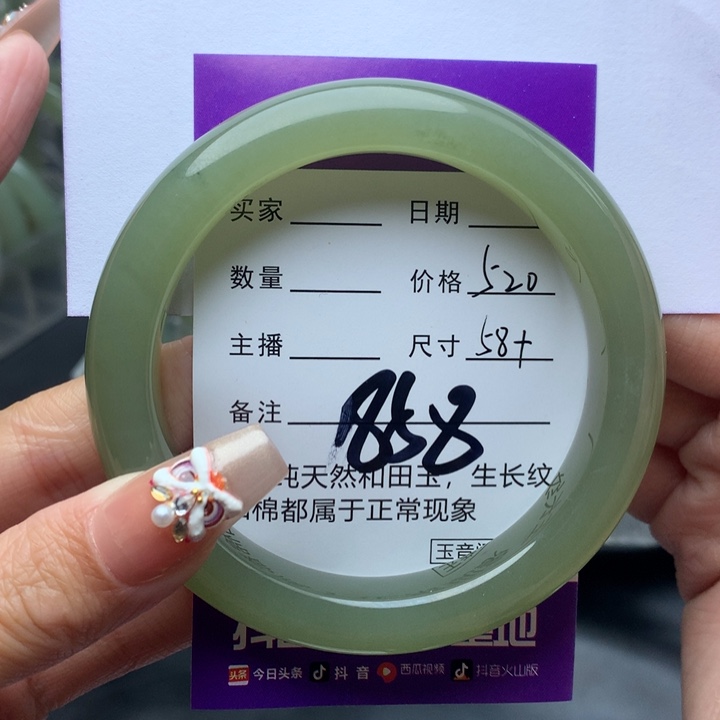 买家 日期
数量 价格 520
主播 尺寸 58+
备注 858
纯天然和田玉，生长纹
棉都属于正常现象
玉音
地
头条 今日头条 抖音 西瓜视频 抖音火山版